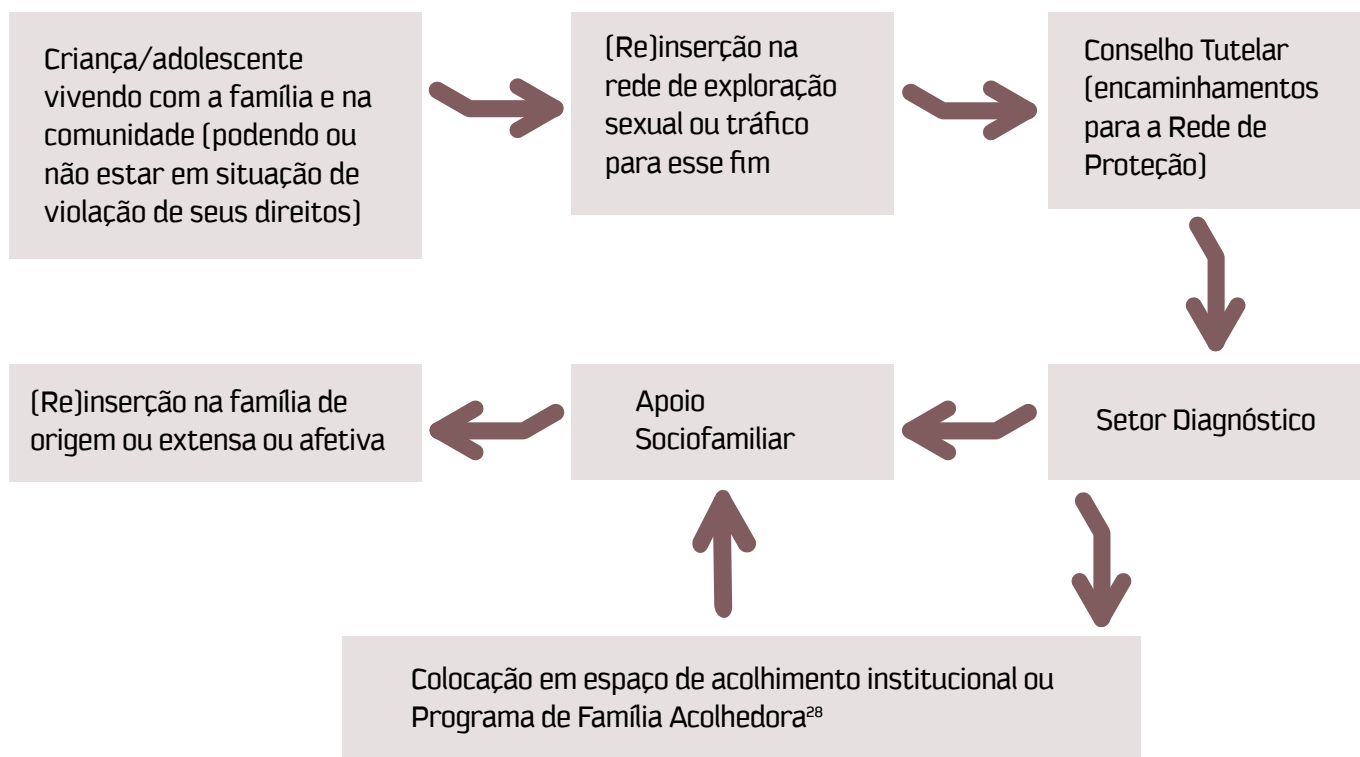 Criança/adolescente
vivendo com a família e na
comunidade (podendo ou
não estar em situação de
violação de seus direitos)
(Re)inserção na
rede de exploração
sexual ou tráfico
para esse fim
Conselho Tutelar
(encaminhamentos
para a Rede de
Proteção)
(Re)inserção na família de
origem ou extensa ou afetiva
Apoio
Sociofamiliar
Setor Diagnóstico
Colocação em espaço de acolhimento institucional ou
Programa de Família Acolhedora²⁸